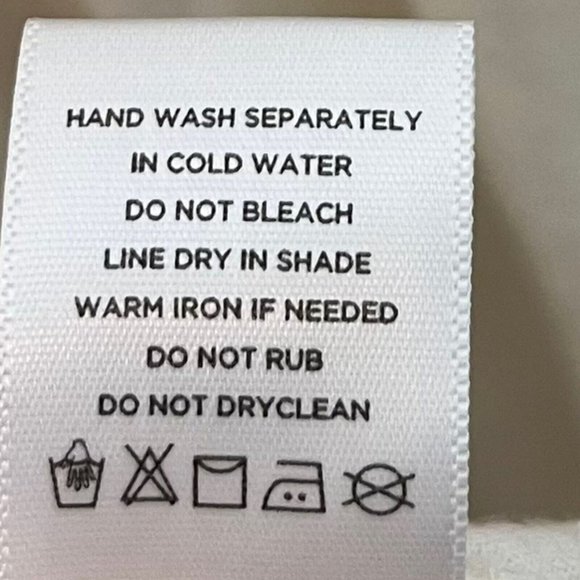 HAND WASH SEPARATELY
IN COLD WATER
DO NOT BLEACH
LINE DRY IN SHADE
WARM IRON IF NEEDED
DO NOT RUB
DO NOT DRYCLEAN